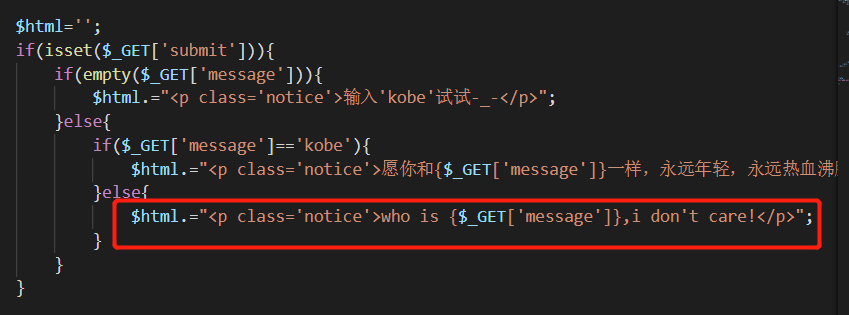 $html='';
if(isset($_GET['submit'])){
    if(empty($_GET['message'])){
        $html.="<p class='notice'>输入'kobe'试试-_-</p>";
    }else{
        if($_GET['message']=='kobe'){
            $html.="<p class='notice'>愿你和{$_GET['message']}一样，永远年轻，永远热血沸
        }else{
            $html.="<p class='notice'>who is {$_GET['message']},i don't care!</p>";
        }
    }
}